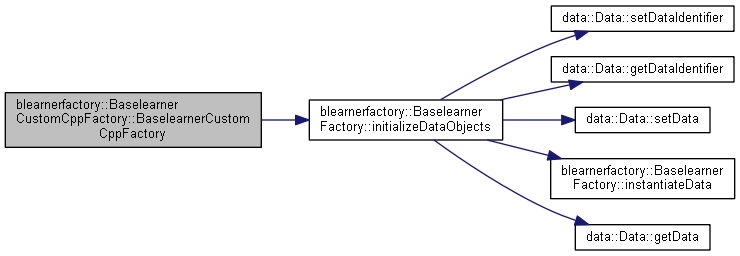 blearnerfactory::Baselearner
CustomCppFactory::BaselearnerCustom
CppFactory
blearnerfactory::Baselearner
Factory::initializeDataObjects
data::Data::setDataIdentifier
data::Data::getDataIdentifier
data::Data::setData
blearnerfactory::Baselearner
Factory::instantiateData
data::Data::getData